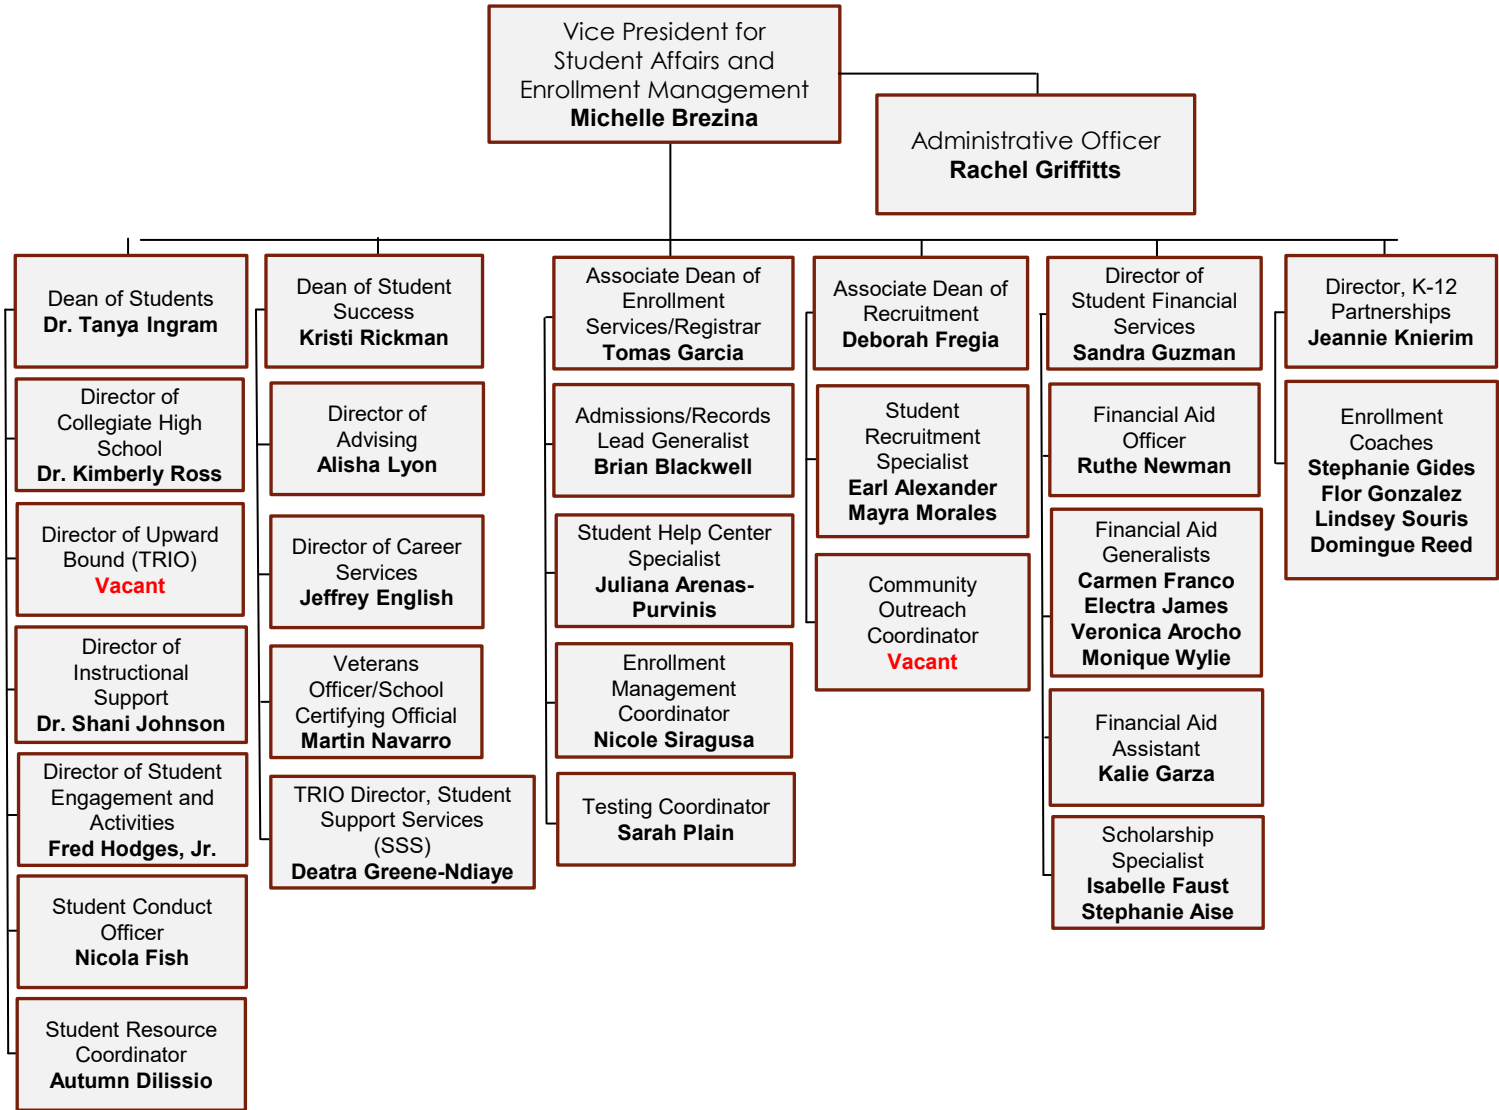 Vice President for
Student Affairs and
Enrollment Management
Michelle Brezina
Administrative Officer
Rachel Griffitts
Dean of Students
Dr. Tanya Ingram
Director of
Collegiate High
School
Dr. Kimberly Ross
Director of Upward
Bound (TRIO)
Vacant
Director of
Instructional
Support
Dr. Shani Johnson
Director of Student
Engagement and
Activities
Fred Hodges, Jr.
Student Conduct
Officer
Nicola Fish
Student Resource
Coordinator
Autumn Dilissio
Dean of Student
Success
Kristi Rickman
Director of
Advising
Alisha Lyon
Director of Career
Services
Jeffrey English
Veterans
Officer/School
Certifying Official
Martin Navarro
TRIO Director, Student
Support Services
(SSS)
Deatra Greene-Ndiaye
Associate Dean of
Enrollment
Services/Registrar
Tomas Garcia
Admissions/Records
Lead Generalist
Brian Blackwell
Student Help Center
Specialist
Juliana Arenas-
Purvinis
Enrollment
Management
Coordinator
Nicole Siragusa
Testing Coordinator
Sarah Plain
Associate Dean of
Recruitment
Deborah Fregia
Student
Recruitment
Specialist
Earl Alexander
Mayra Morales
Community
Outreach
Coordinator
Vacant
Director of
Student Financial
Services
Sandra Guzman
Financial Aid
Officer
Ruthe Newman
Financial Aid
Generalists
Carmen Franco
Electra James
Veronica Arocho
Monique Wylie
Financial Aid
Assistant
Kalie Garza
Scholarship
Specialist
Isabelle Faust
Stephanie Aise
Director, K-12
Partnerships
Jeannie Knierim
Enrollment
Coaches
Stephanie Gides
Flor Gonzalez
Lindsey Souris
Domingue Reed